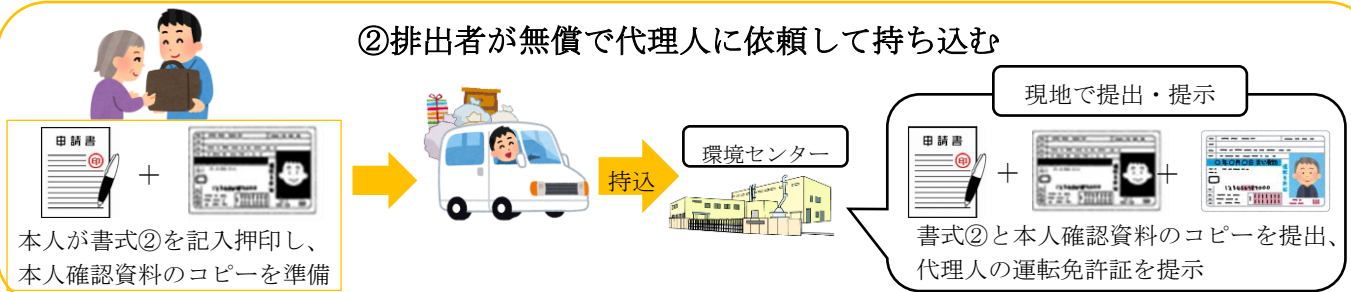 ②排出者が無償で代理人に依頼して持ち込む
申請書
印
+
本人が書式②を記入押印し、
本人確認資料のコピーを準備
持込
環境センター
現地で提出・提示
申請書
印
+
+
書式②と本人確認資料のコピーを提出、
代理人の運転免許証を提示